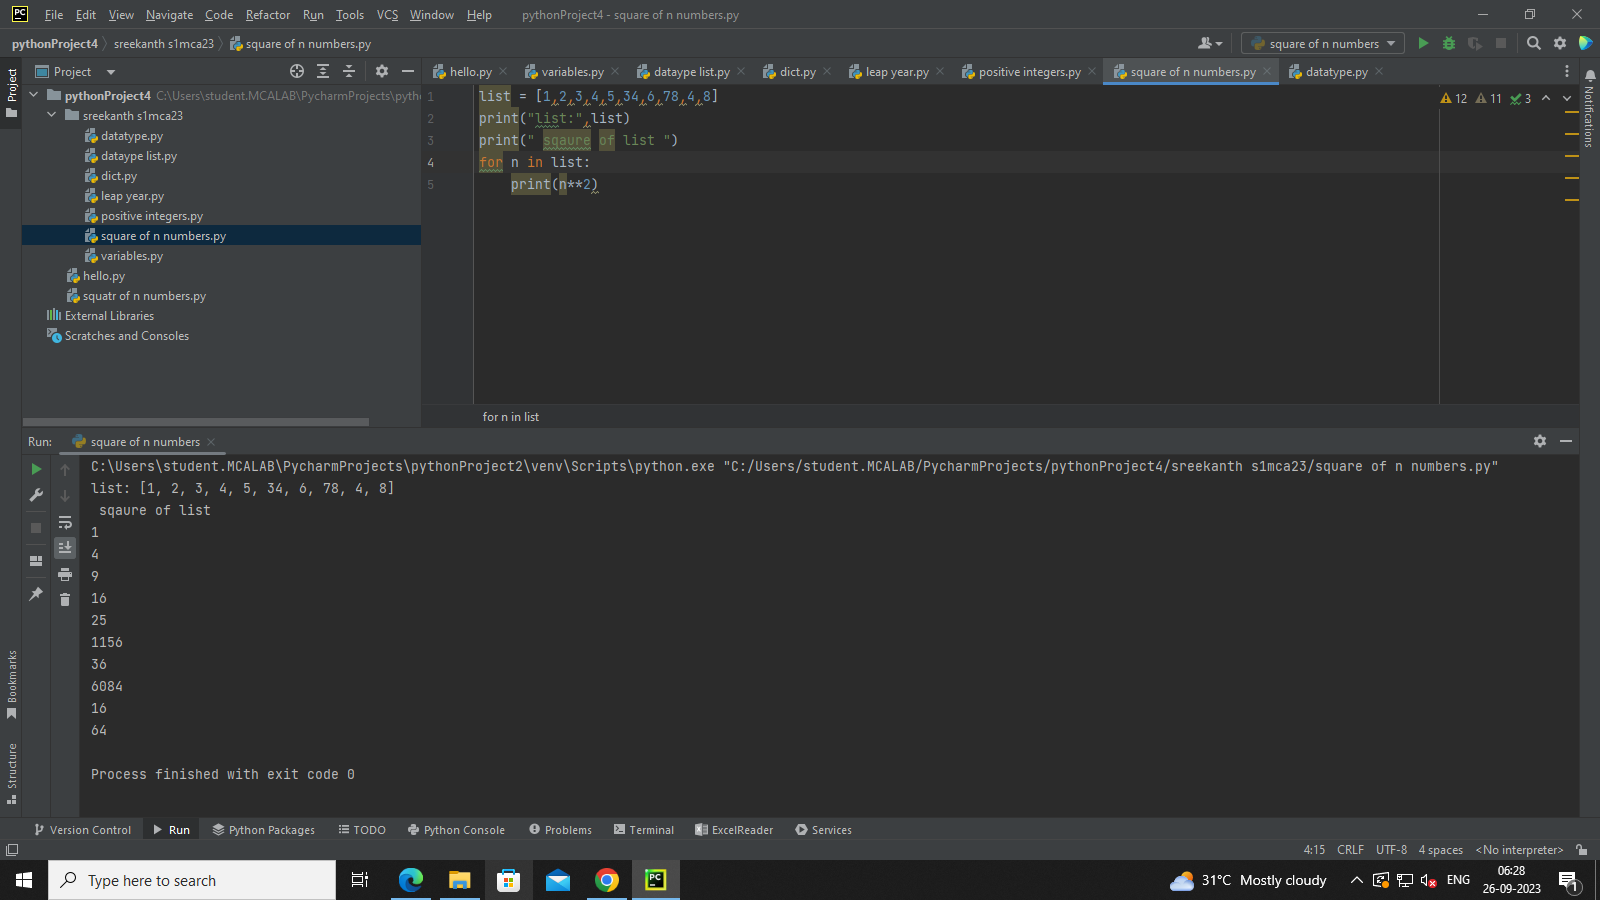 PC File Edit View Navigate Code Refactor Run Tools VCS Window Help pythonProject4 - square of n numbers.py
pythonProject4 sreekanth s1mca23 square of n numbers.py square of n numbers
Project Project hello.py variables.py dataype list.py dict.py leap year.py positive integers.py square of n numbers.py datatype.py
Notifications
pythonProject4 C:\Users\student.MCALAB\PycharmProjects\pyth
sreekanth s1mca23
datatype.py
dataype list.py
dict.py
leap year.py
positive integers.py
square of n numbers.py
variables.py
hello.py
squatr of n numbers.py
External Libraries
Scratches and Consoles
1 list = [1,2,3,4,5,34,6,78,4,8] 12 11 3
2 print("list:",list)
3 print(" sqaure of list ")
4 for n in list:
5 print(n**2)
for n in list
Run: square of n numbers
C:\Users\student.MCALAB\PycharmProjects\pythonProject2\venv\Scripts\python.exe "C:/Users/student.MCALAB/PycharmProjects/pythonProject4/sreekanth s1mca23/square of n numbers.py"
list: [1, 2, 3, 4, 5, 34, 6, 78, 4, 8]
sqaure of list
1
4
9
16
25
1156
36
6084
16
64
Process finished with exit code 0
Bookmarks
Structure
Version Control Run Python Packages TODO Python Console Problems Terminal ExcelReader Services
4:15 CRLF UTF-8 4 spaces <No interpreter>
Type here to search PC 31°C Mostly cloudy ENG 06:28
26-09-2023 1